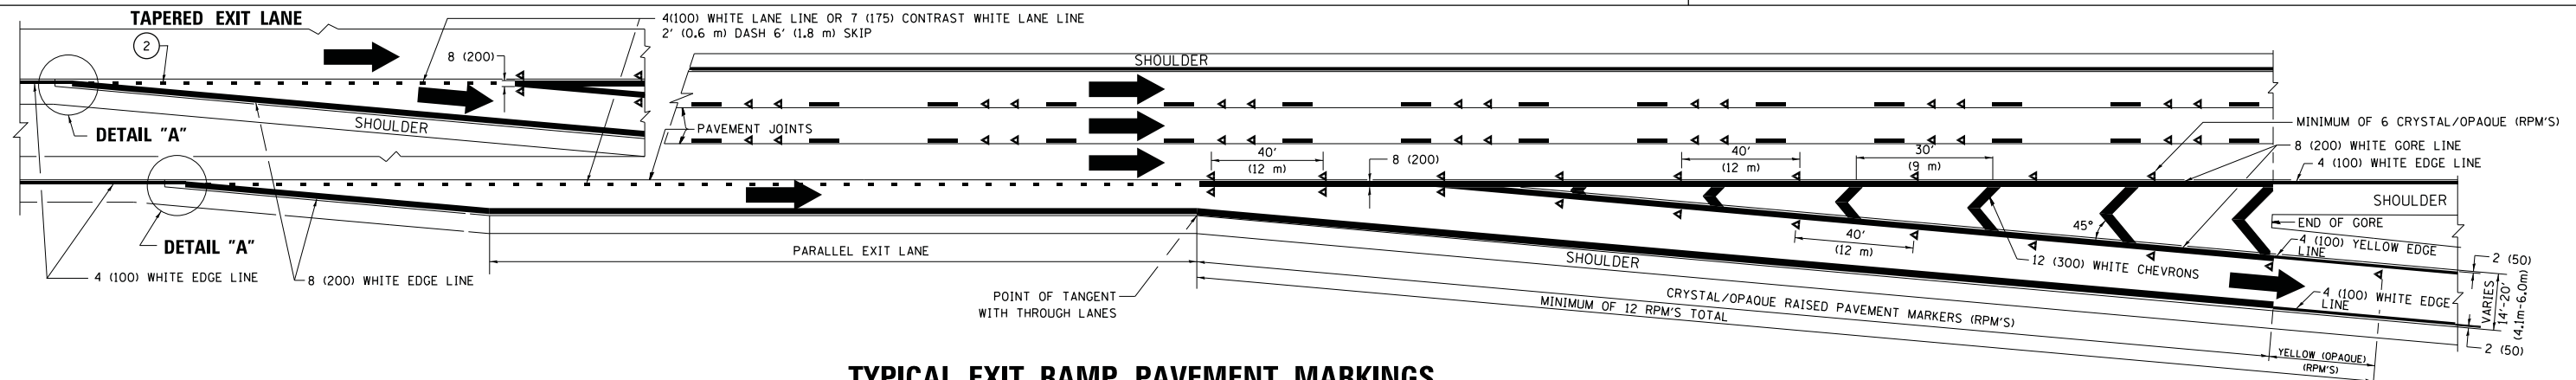 TAPERED EXIT LANE
2
4(100) WHITE LANE LINE OR 7 (175) CONTRAST WHITE LANE LINE
2' (0.6 m) DASH 6' (1.8 m) SKIP
8 (200)
SHOULDER
DETAIL "A"
SHOULDER
PAVEMENT JOINTS
MINIMUM OF 6 CRYSTAL/OPAQUE (RPM'S)
8 (200) WHITE GORE LINE
4 (100) WHITE EDGE LINE
40'
(12 m)
8 (200)
40'
(12 m)
30'
(9 m)
SHOULDER
END OF GORE
45°
4 (100) YELLOW EDGE
LINE
DETAIL "A"
PARALLEL EXIT LANE
40'
(12 m)
SHOULDER
12 (300) WHITE CHEVRONS
2 (50)
4 (100) WHITE EDGE LINE
8 (200) WHITE EDGE LINE
POINT OF TANGENT
WITH THROUGH LANES
CRYSTAL/OPAQUE RAISED PAVEMENT MARKERS (RPM'S)
MINIMUM OF 12 RPM'S TOTAL
4 (100) WHITE EDGE
LINE
VARIES
14'-20'
(4.1m-6.0m)
2 (50)
YELLOW (OPAQUE)
(RPM'S)
TYPICAL EXIT RAMP PAVEMENT MARKINGS